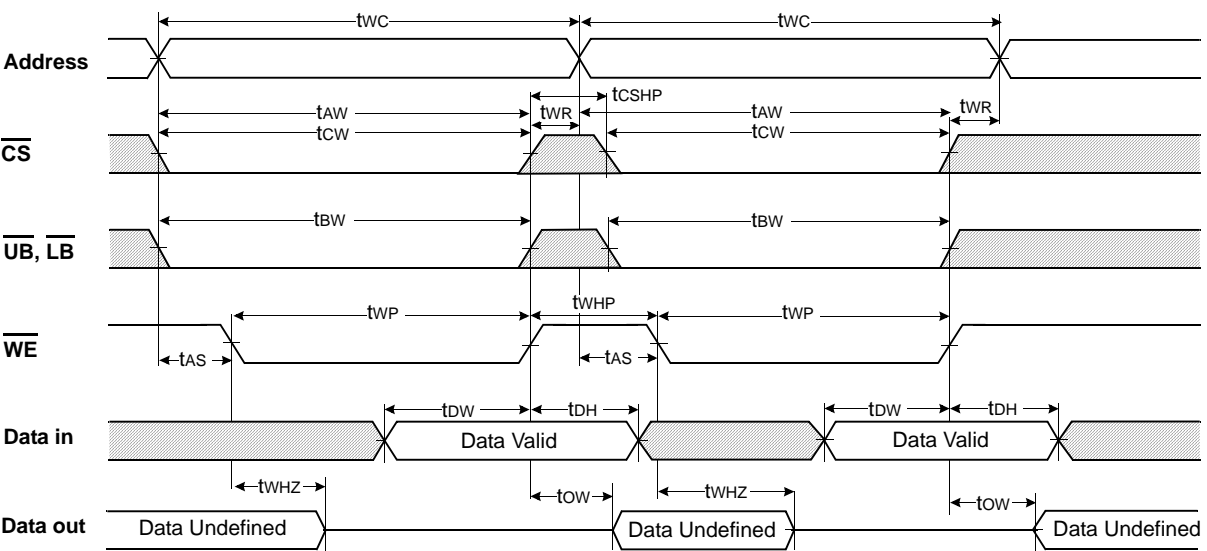 tWC tWC
Address
tCSHP
tAW tWR tAW tWR
tCW tCW
CS
tBW tBW
UB, LB
tWP tWHP tWP
WE
tAS tAS
tDW tDH tDW tDH
Data in Data Valid Data Valid
tWHZ tOW tWHZ tOW
Data out Data Undefined Data Undefined Data Undefined